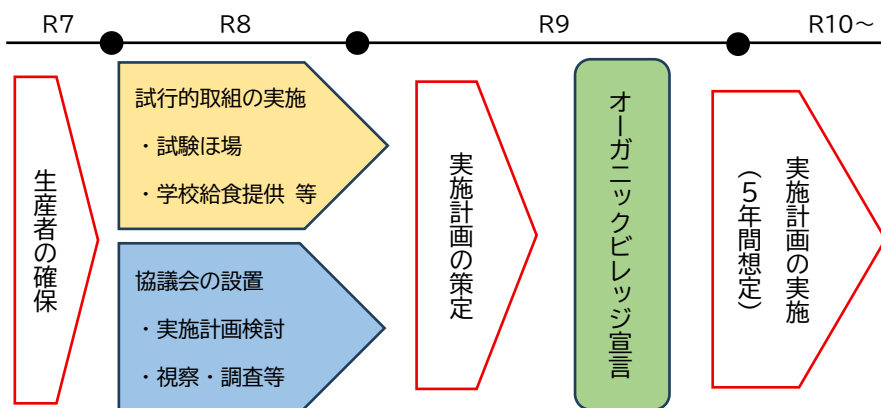 R7
R8
R9
R10～
生産者の確保
試行的取組の実施
・試験ほ場
・学校給食提供 等
協議会の設置
・実施計画検討
・視察・調査等
実施計画の策定
オーガニックビレッジ宣言
実施計画の実施
（５年間想定）